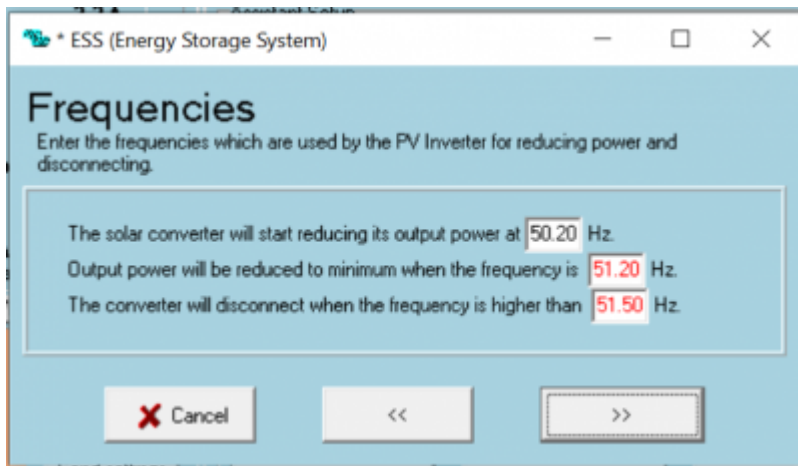 * ESS (Energy Storage System)
Frequencies
Enter the frequencies which are used by the PV Inverter for reducing power and
disconnecting.
The solar converter will start reducing its output power at 50.20 Hz.
Output power will be reduced to minimum when the frequency is 51.20 Hz.
The converter will disconnect when the frequency is higher than 51.50 Hz.
Cancel << >>